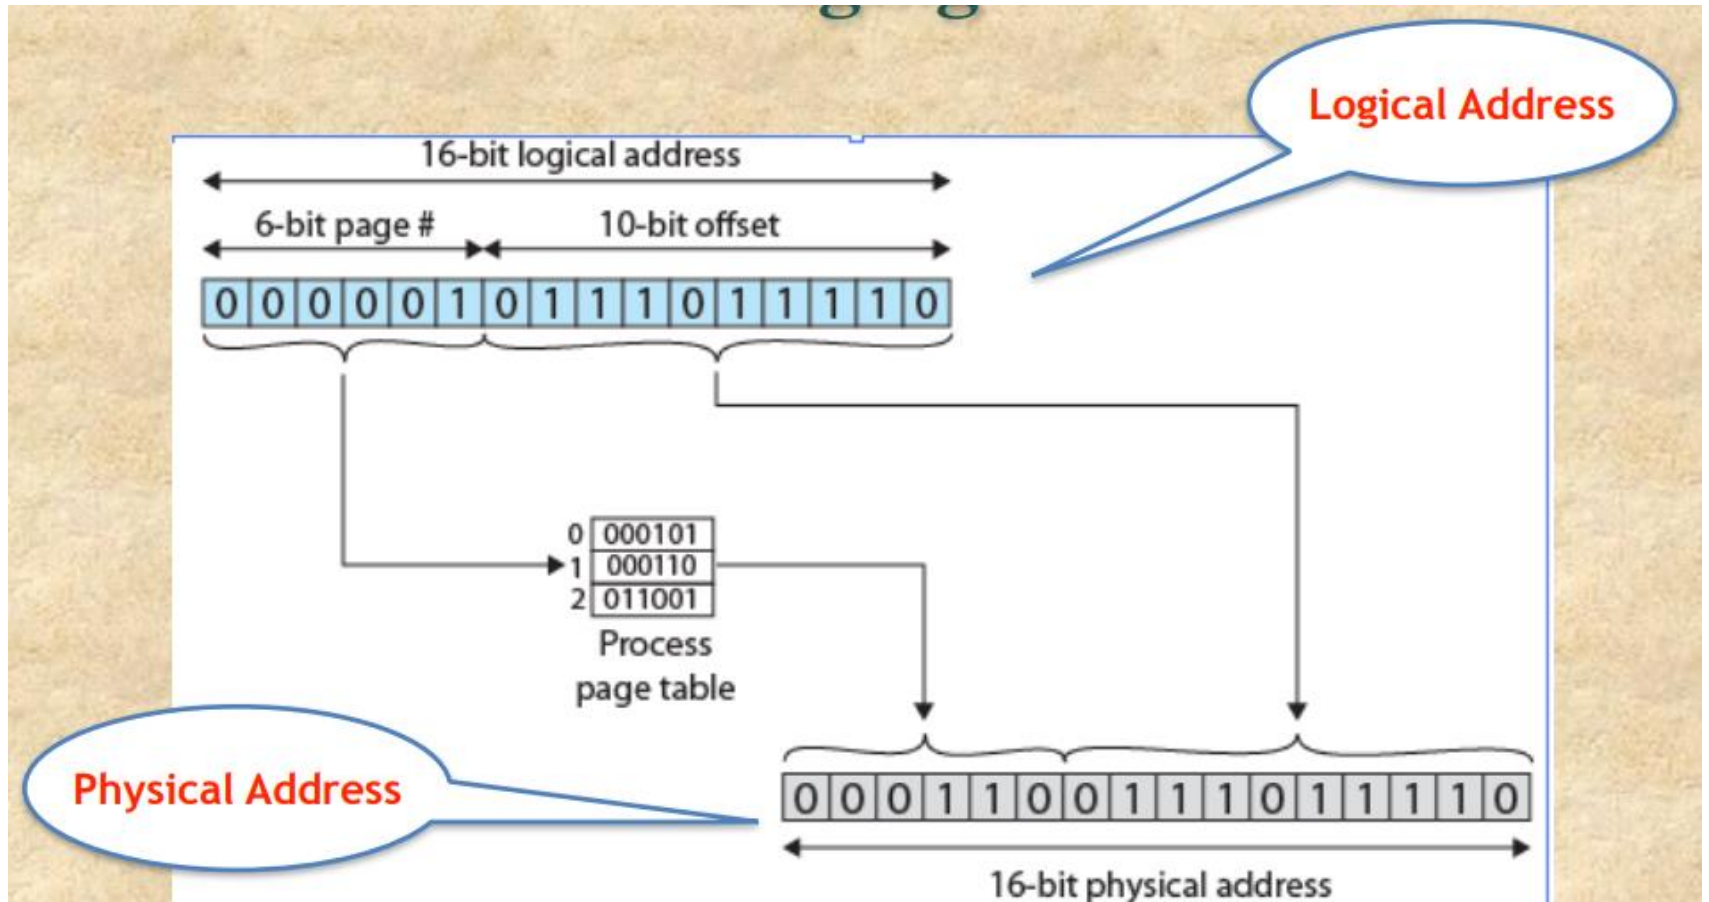 Logical Address
16-bit logical address
6-bit page # 10-bit offset
0 0 0 0 0 1 0 1 1 1 0 1 1 1 1 0
0 000101
1 000110
2 011001
Process
page table
Physical Address
0 0 0 1 1 0 0 1 1 1 0 1 1 1 1 0
16-bit physical address